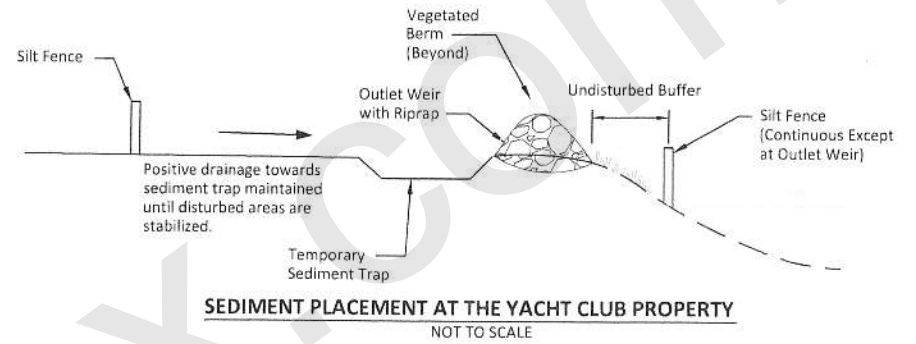 Vegetated
Berm
(Beyond)
Silt Fence
Undisturbed Buffer
Outlet Weir
with Riprap
Silt Fence
(Continuous Except
at Outlet Weir)
Positive drainage towards
sediment trap maintained
until disturbed areas are
stabilized.
Temporary
Sediment Trap
SEDIMENT PLACEMENT AT THE YACHT CLUB PROPERTY
NOT TO SCALE